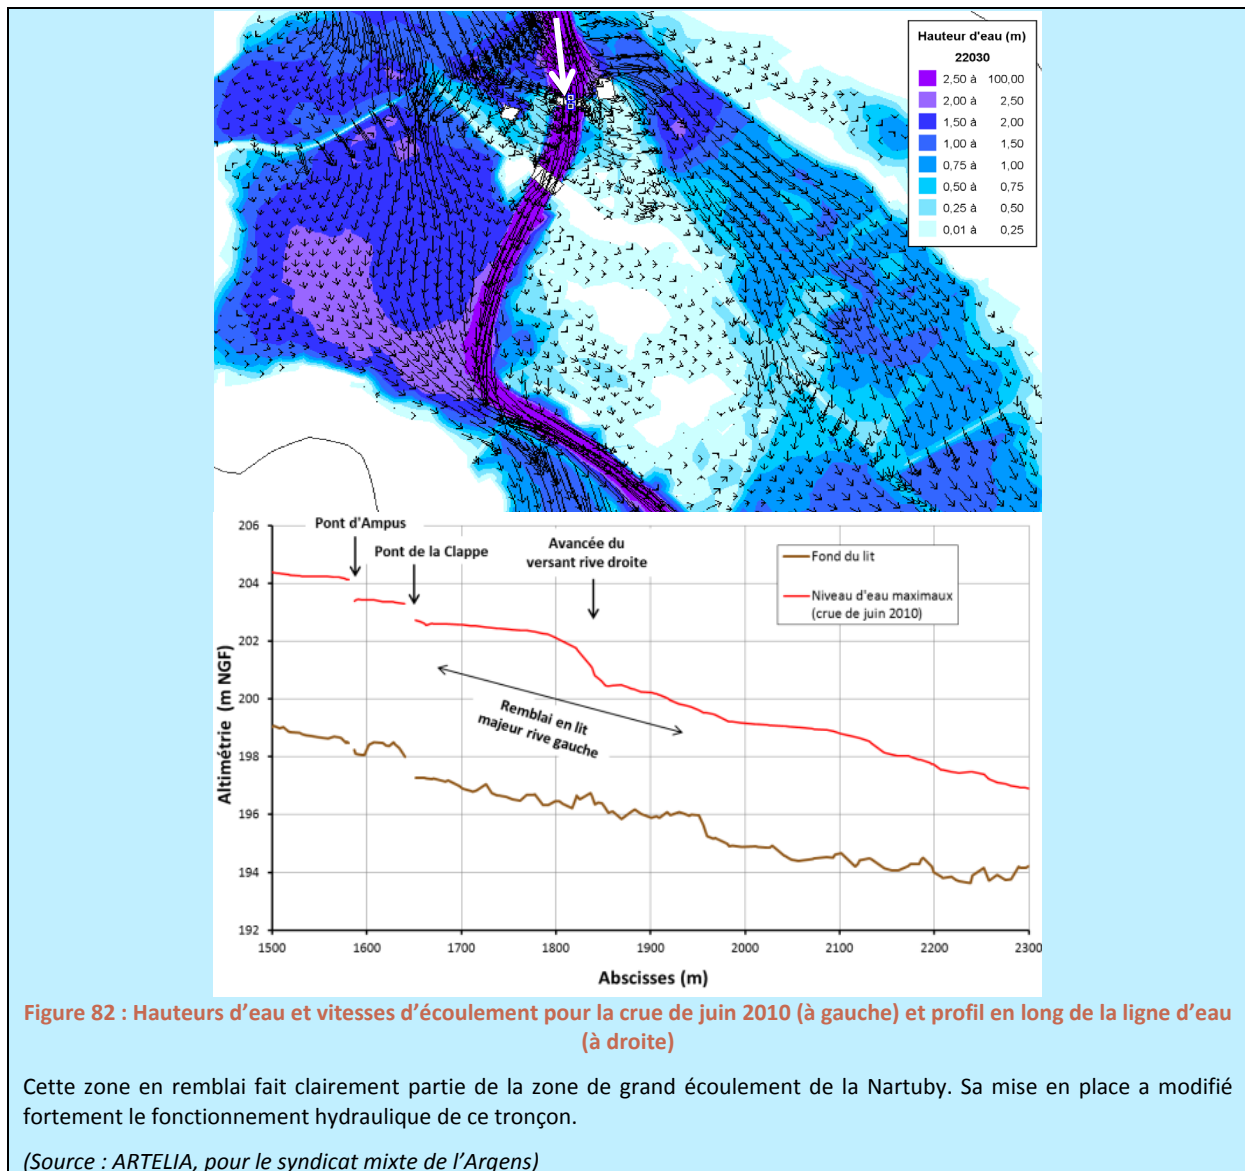 Hauteur d'eau (m)
22030
2,50 à 100,00
2,00 à 2,50
1,50 à 2,00
1,00 à 1,50
0,75 à 1,00
0,50 à 0,75
0,25 à 0,50
0,01 à 0,25
Pont d'Ampus
Pont de la Clappe
Avancée du
versant rive droite
Fond du lit
Niveau d'eau maximaux
(crue de juin 2010)
Remblai en lit
majeur rive gauche
Altimétrie (m NGF)
206
204
202
200
198
196
194
192
1500 1600 1700 1800 1900 2000 2100 2200 2300
Abscisses (m)
Figure 82 : Hauteurs d'eau et vitesses d'écoulement pour la crue de juin 2010 (à gauche) et profil en long de la ligne d'eau
(à droite)
Cette zone en remblai fait clairement partie de la zone de grand écoulement de la Nartuby. Sa mise en place a modifié
fortement le fonctionnement hydraulique de ce tronçon.
(Source : ARTELIA, pour le syndicat mixte de l'Argens)